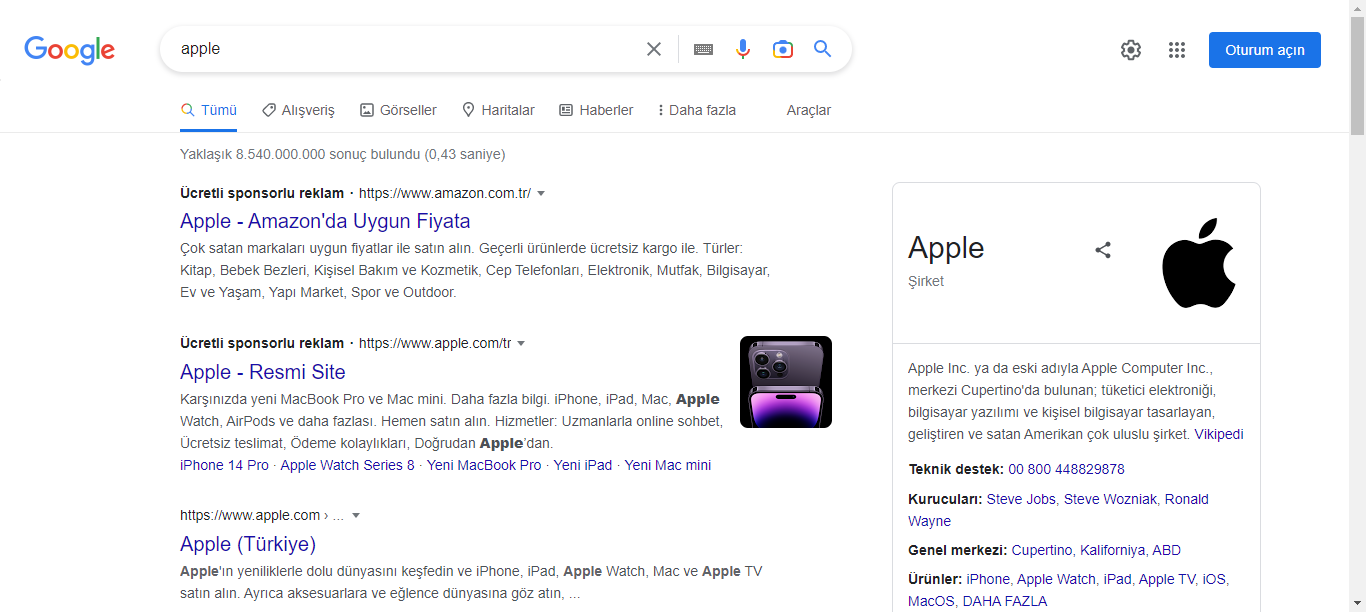 Google
apple
Oturum açın
Tümü
Alışveriş
Görseller
Haritalar
Haberler
Daha fazla
Araçlar
Yaklaşık 8.540.000.000 sonuç bulundu (0,43 saniye)
Ücretli sponsorlu reklam · https://www.amazon.com.tr/
Apple - Amazon'da Uygun Fiyata
Çok satan markaları uygun fiyatlar ile satın alın. Geçerli ürünlerde ücretsiz kargo ile. Türler:
Kitap, Bebek Bezleri, Kişisel Bakım ve Kozmetik, Cep Telefonları, Elektronik, Mutfak, Bilgisayar,
Ev ve Yaşam, Yapı Market, Spor ve Outdoor.
Ücretli sponsorlu reklam · https://www.apple.com/tr
Apple - Resmi Site
Karşınızda yeni MacBook Pro ve Mac mini. Daha fazla bilgi. iPhone, iPad, Mac, Apple
Watch, AirPods ve daha fazlası. Hemen satın alın. Hizmetler: Uzmanlarla online sohbet,
Ücretsiz teslimat, Ödeme kolaylıkları, Doğrudan Apple'dan.
iPhone 14 Pro · Apple Watch Series 8 · Yeni MacBook Pro · Yeni iPad · Yeni Mac mini
https://www.apple.com › ...
Apple (Türkiye)
Apple'ın yeniliklerle dolu dünyasını keşfedin ve iPhone, iPad, Apple Watch, Mac ve Apple TV
satın alın. Ayrıca aksesuarlara ve eğlence dünyasına göz atın, ...
Apple
Şirket
Apple Inc. ya da eski adıyla Apple Computer Inc.,
merkezi Cupertino'da bulunan; tüketici elektroniği,
bilgisayar yazılımı ve kişisel bilgisayar tasarlayan,
geliştiren ve satan Amerikan çok uluslu şirket. Vikipedi
Teknik destek: 00 800 448829878
Kurucuları: Steve Jobs, Steve Wozniak, Ronald
Wayne
Genel merkezi: Cupertino, Kaliforniya, ABD
Ürünler: iPhone, Apple Watch, iPad, Apple TV, iOS,
MacOS, DAHA FAZLA